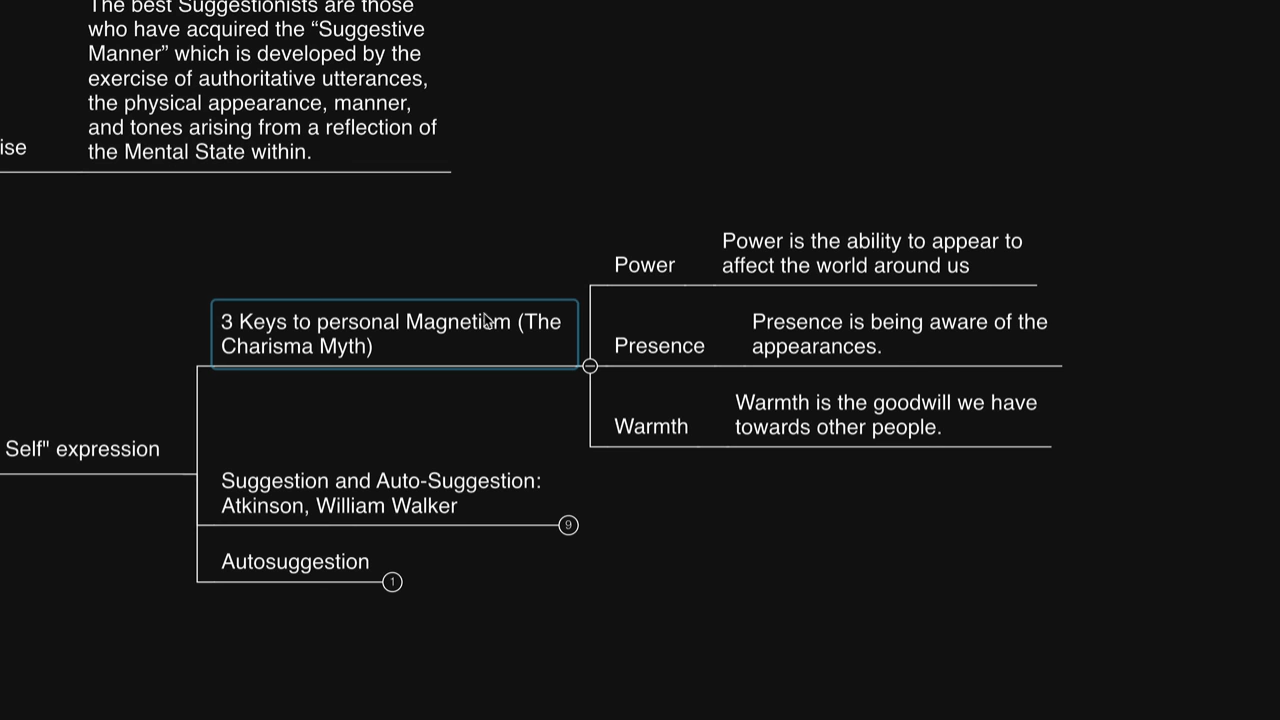 The best Suggestionists are those
who have acquired the “Suggestive
Manner” which is developed by the
exercise of authoritative utterances,
the physical appearance, manner,
and tones arising from a reflection of
the Mental State within.
ise
Power
Power is the ability to appear to
affect the world around us
3 Keys to personal Magnetism (The
Charisma Myth)
Presence
Presence is being aware of the
appearances.
Warmth
Warmth is the goodwill we have
towards other people.
Self" expression
Suggestion and Auto-Suggestion:
Atkinson, William Walker
9
Autosuggestion
1